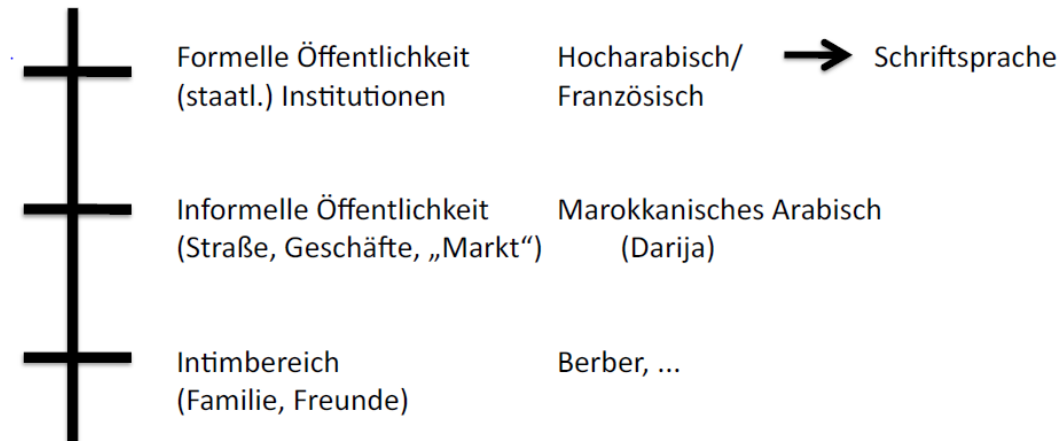 Formelle Öffentlichkeit Hocharabisch/ Schriftsprache
(staatl.) Institutionen Französisch
Informelle Öffentlichkeit Marokkanisches Arabisch
(Straße, Geschäfte, „Markt“) (Darija)
Intimbereich Berber, ...
(Familie, Freunde)